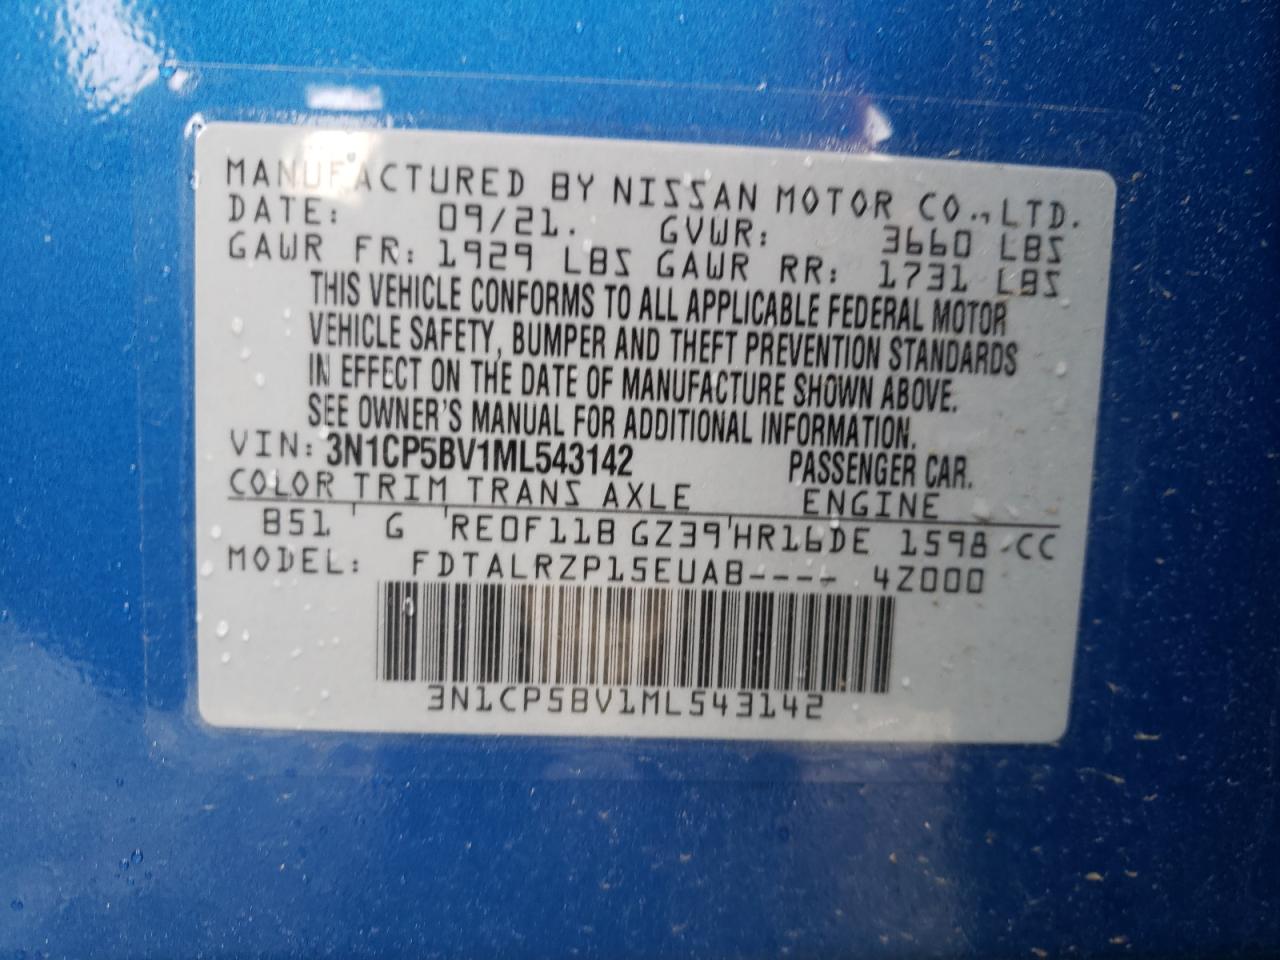 MANUFACTURED BY NISSAN MOTOR CO., LTD.
DATE: 09/21. GVWR: 3660 LBS
GAWR FR: 1929 LBS GAWR RR: 1731 LBS
THIS VEHICLE CONFORMS TO ALL APPLICABLE FEDERAL MOTOR
VEHICLE SAFETY, BUMPER AND THEFT PREVENTION STANDARDS
IN EFFECT ON THE DATE OF MANUFACTURE SHOWN ABOVE.
SEE OWNER'S MANUAL FOR ADDITIONAL INFORMATION.
VIN: 3N1CP5BV1ML543142 PASSENGER CAR.
COLOR TRIM TRANS AXLE ENGINE
B51 ' G 'RE0F11B GZ39'HR16DE 1598-CC
MODEL: FDTALRZP15EUAB---- 4Z000
3N1CP5BV1ML543142